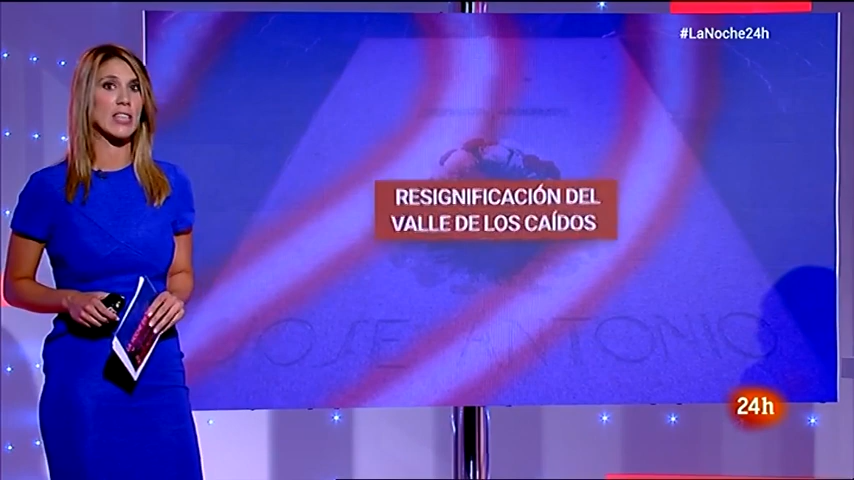 #LaNoche24h
RESIGNIFICACIÓN DEL
VALLE DE LOS CAÍDOS
JOSE ANTONIO
24h